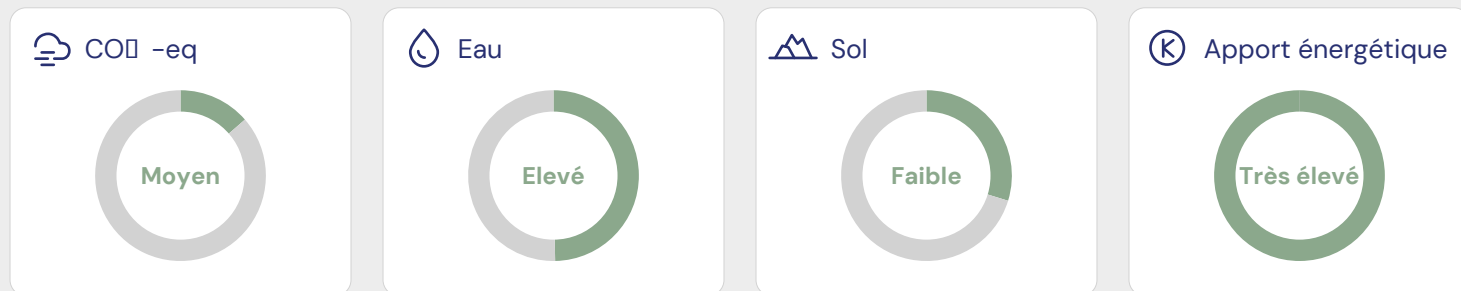 CO▯ -eq
Moyen
Eau
Elevé
Sol
Faible
Apport énergétique
Très élevé